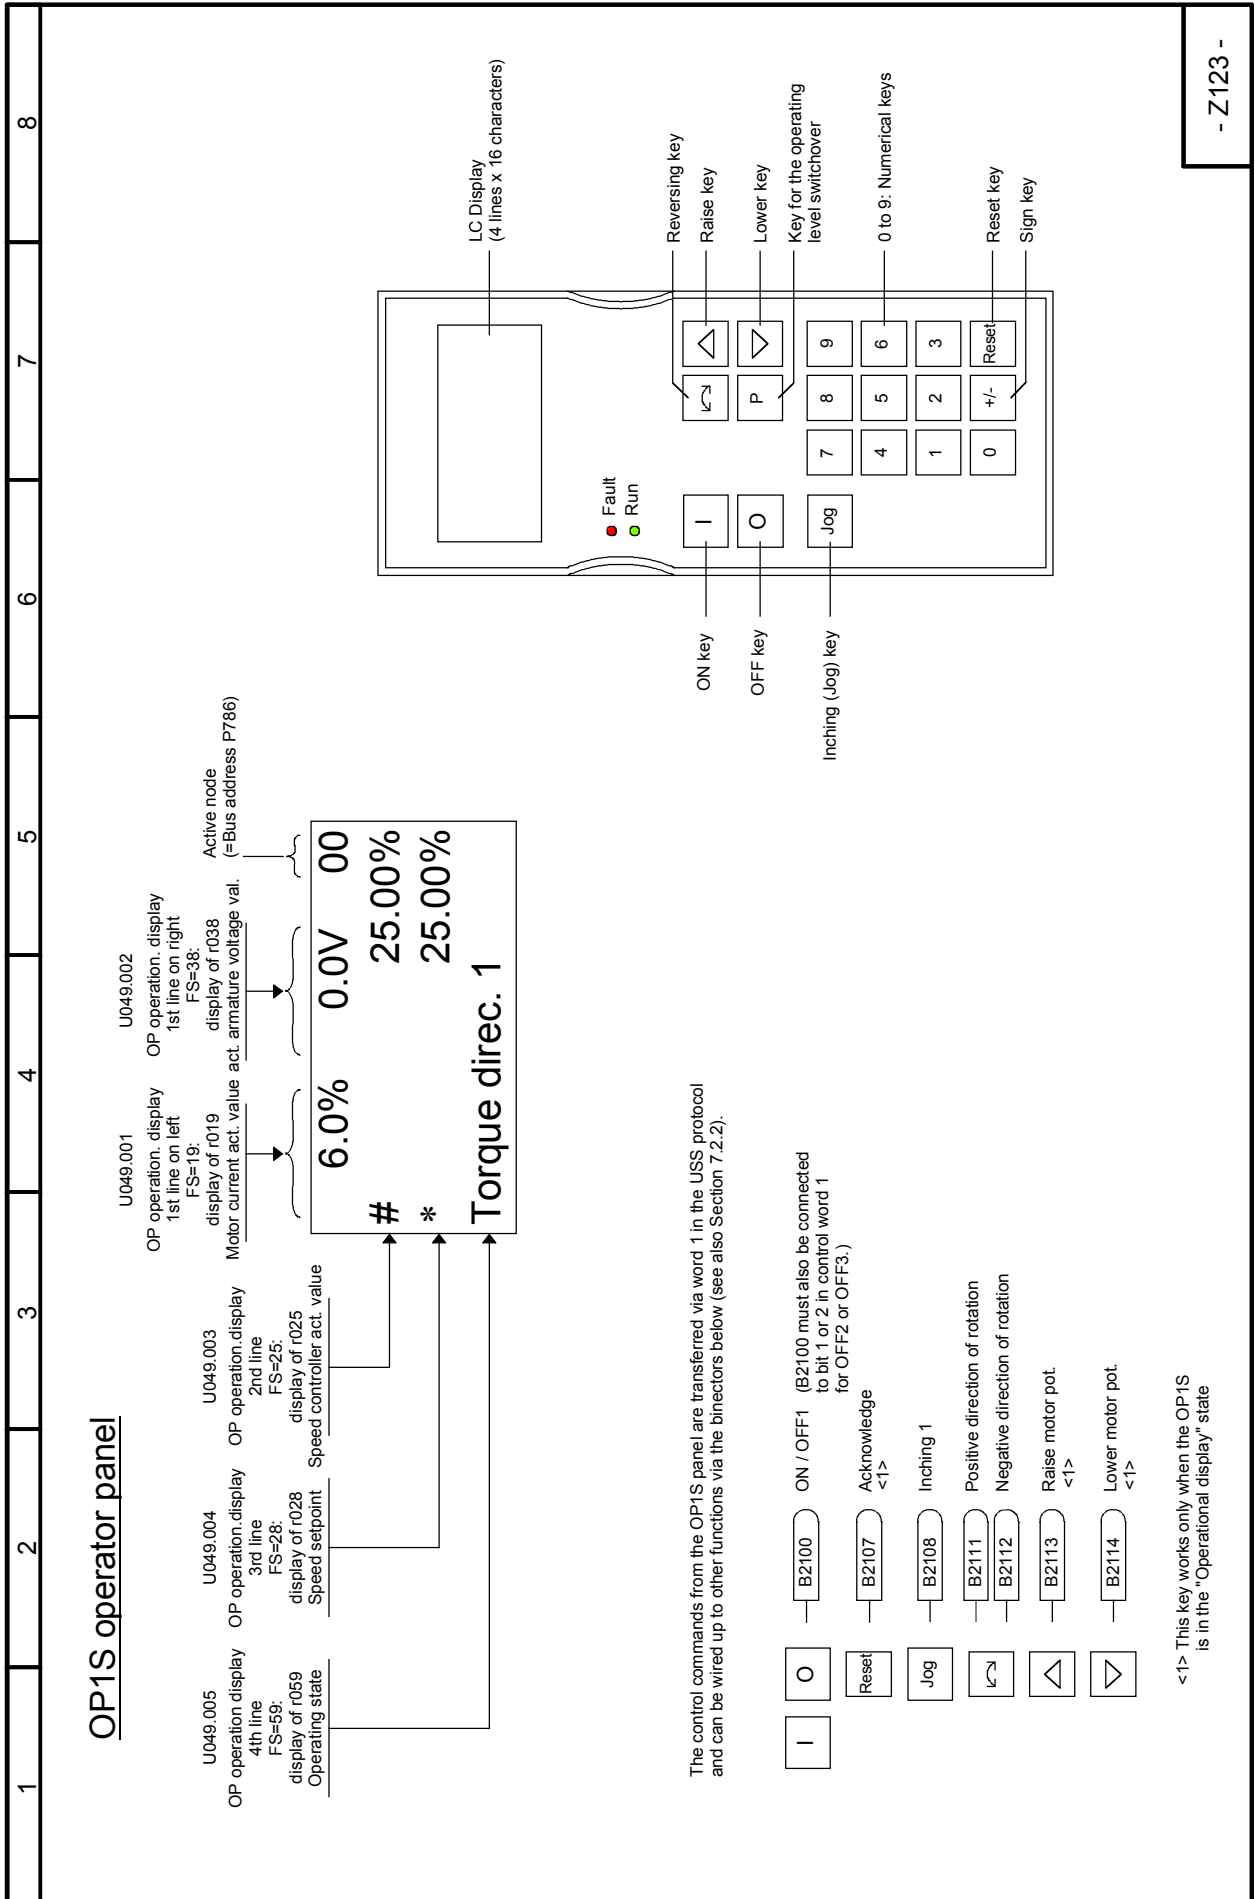 1 2 3 4 5 6 7 8
OP1S operator panel
U049.005
OP operation display
4th line
FS=59:
display of r059
Operating state
U049.004
OP operation.display
3rd line
FS=28:
display of r028
Speed setpoint
U049.003
OP operation.display
2nd line
FS=25:
display of r025
Speed controller act. value
U049.001
OP operation. display
1st line on left
FS=19:
display of r019
Motor current act. value
U049.002
OP operation. display
1st line on right
FS=38:
display of r038
act. armature voltage val.
Active node
(=Bus address P786)
6.0% 0.0V 00
# 25.00%
* 25.00%
Torque direc. 1
LC Display
(4 lines x 16 characters)
Fault
Run
Reversing key
Raise key
Lower key
Key for the operating
level switchover
0 to 9: Numerical keys
Reset key
Sign key
ON key
OFF key
Inching (Jog) key
I
O P
Jog 7 8 9
4 5 6
1 2 3
0 +/- Reset
The control commands from the OP1S panel are transferred via word 1 in the USS protocol
and can be wired up to other functions via the binectors below (see also Section 7.2.2).
I O B2100 ON / OFF1 (B2100 must also be connected
to bit 1 or 2 in control word 1
for OFF2 or OFF3.)
Reset B2107 Acknowledge
<1>
Jog B2108 Inching 1
B2111 Positive direction of rotation
B2112 Negative direction of rotation
B2113 Raise motor pot.
<1>
B2114 Lower motor pot.
<1>
<1> This key works only when the OP1S
is in the "Operational display" state
- Z123 -